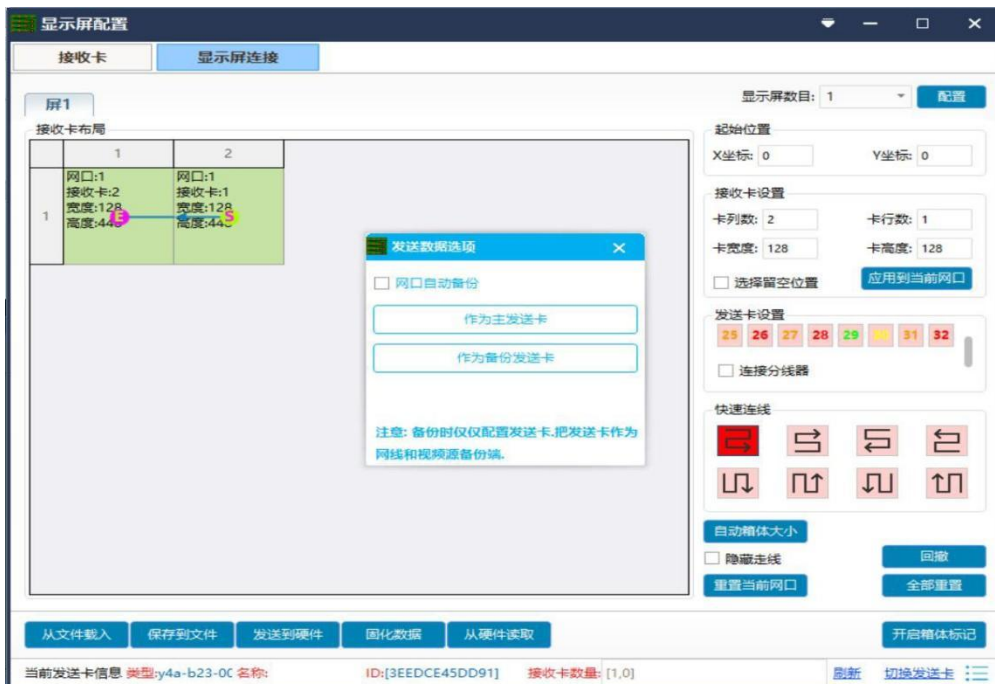 显示屏配置
接收卡
显示屏连接
屏1
显示屏数目: 1
配置
接收卡布局
1
2
1
网口:1
接收卡:2
宽度:128
E
网口:1
接收卡:1
宽度:128
S
起始位置
X坐标: 0
Y坐标: 0
接收卡设置
卡列数: 2
卡行数: 1
卡宽度: 128
卡高度: 128
选择留空位置
应用到当前网口
发送卡设置
25 26 27 28 29 31 32
连接分线器
快速连线
自动箱体大小
隐藏走线
回撤
重置当前网口
全部重置
发送数据选项
网口自动备份
作为主发送卡
作为备份发送卡
注意: 备份时仅仅配置发送卡.把发送卡作为
网线和视频源备份端.
从文件载入
保存到文件
发送到硬件
固化数据
从硬件读取
开启箱体标记
当前发送卡信息 类型:y4a-b23-0 名称:
ID:[3EEDCE45DD91]
接收卡数量: [1,0]
刷新
切换发送卡